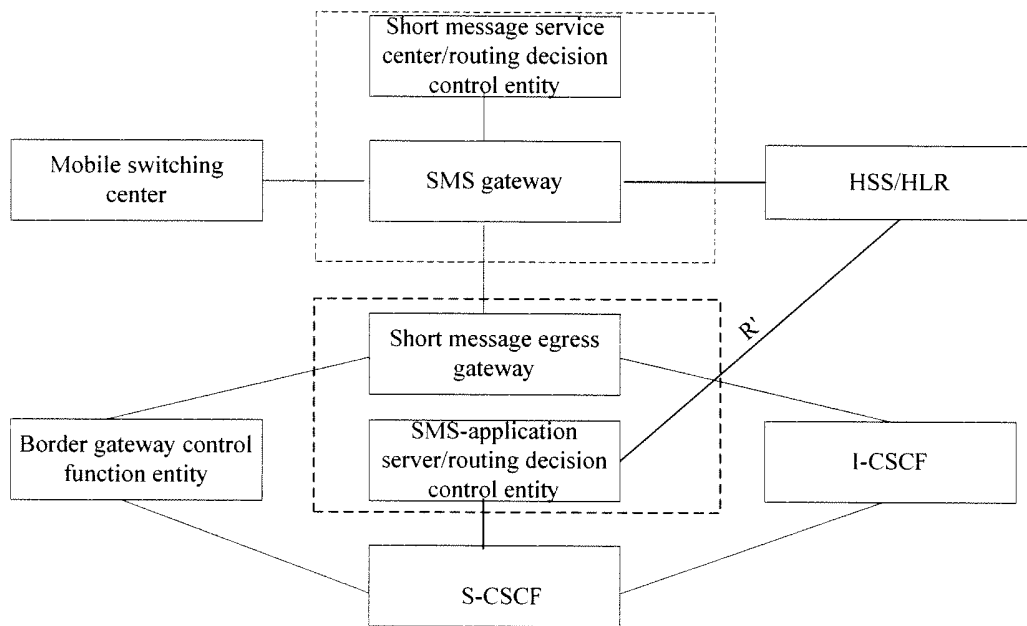 Short message service
center/routing decision
control entity
Mobile switching
center
SMS gateway
HSS/HLR
R'
Short message egress
gateway
Border gateway control
function entity
SMS-application
server/routing decision
control entity
I-CSCF
S-CSCF